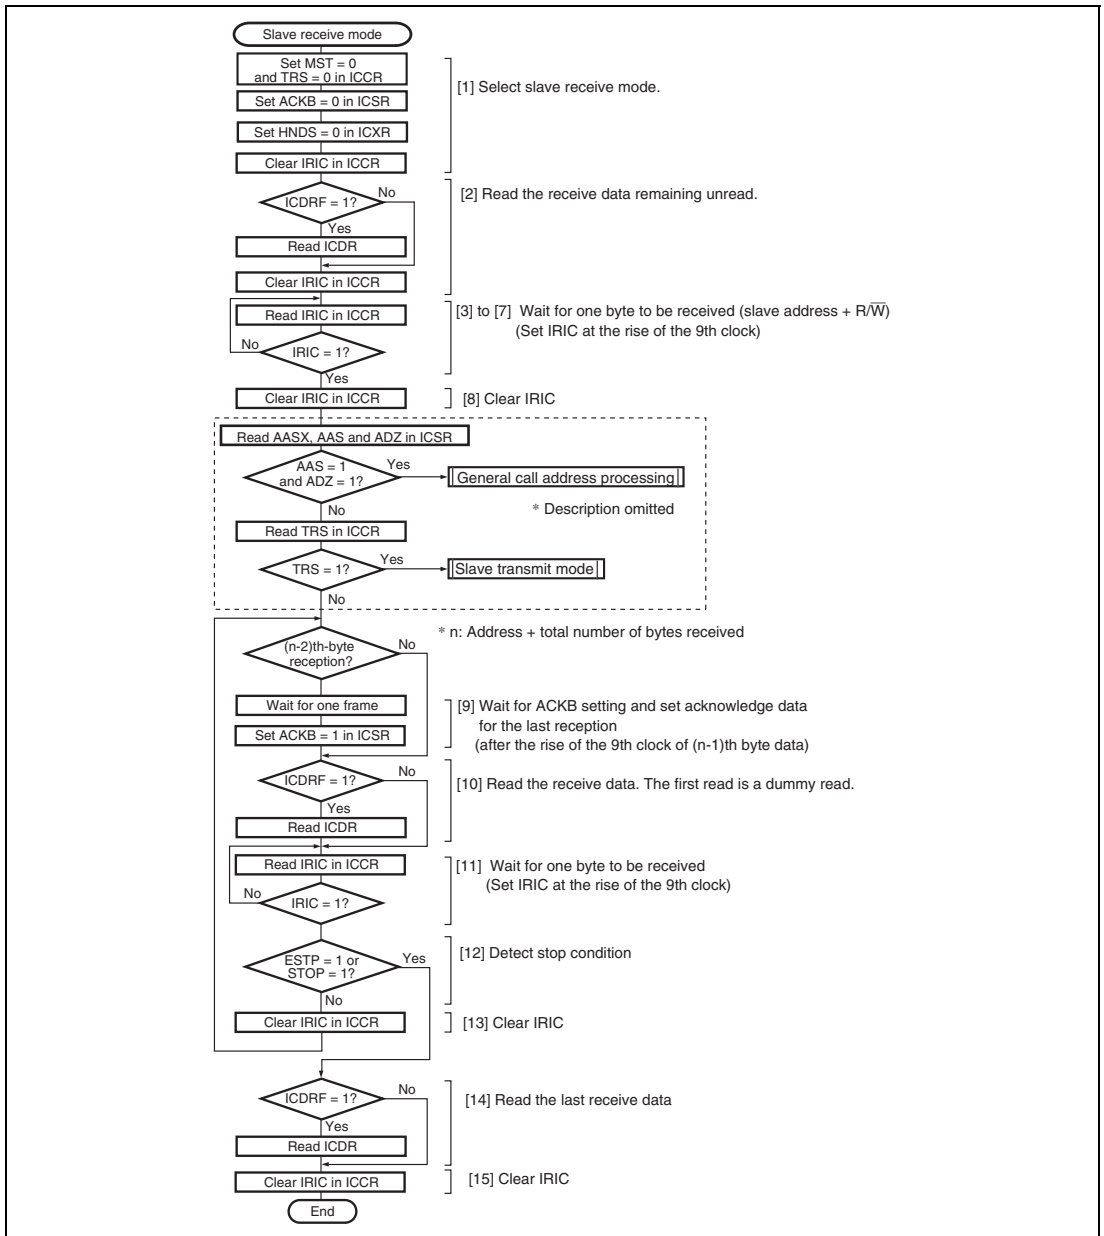 Slave receive mode
Set MST = 0
and TRS = 0 in ICCR
[1] Select slave receive mode.
Set ACKB = 0 in ICSR
Set HNDS = 0 in ICXR
Clear IRIC in ICCR
ICDRF = 1?
No
[2] Read the receive data remaining unread.
Yes
Read ICDR
Clear IRIC in ICCR
Read IRIC in ICCR
[3] to [7] Wait for one byte to be received (slave address + R/W̅)
(Set IRIC at the rise of the 9th clock)
No
IRIC = 1?
Yes
Clear IRIC in ICCR
[8] Clear IRIC
Read AASX, AAS and ADZ in ICSR
AAS = 1
and ADZ = 1?
Yes
General call address processing
No
* Description omitted
Read TRS in ICCR
TRS = 1?
Yes
Slave transmit mode
No
* n: Address + total number of bytes received
(n-2)th-byte
reception?
No
Wait for one frame
[9] Wait for ACKB setting and set acknowledge data
for the last reception
(after the rise of the 9th clock of (n-1)th byte data)
Set ACKB = 1 in ICSR
ICDRF = 1?
No
[10] Read the receive data. The first read is a dummy read.
Yes
Read ICDR
Read IRIC in ICCR
[11] Wait for one byte to be received
(Set IRIC at the rise of the 9th clock)
No
IRIC = 1?
ESTP = 1 or
STOP = 1?
Yes
[12] Detect stop condition
No
Clear IRIC in ICCR
[13] Clear IRIC
ICDRF = 1?
No
[14] Read the last receive data
Yes
Read ICDR
Clear IRIC in ICCR
[15] Clear IRIC
End